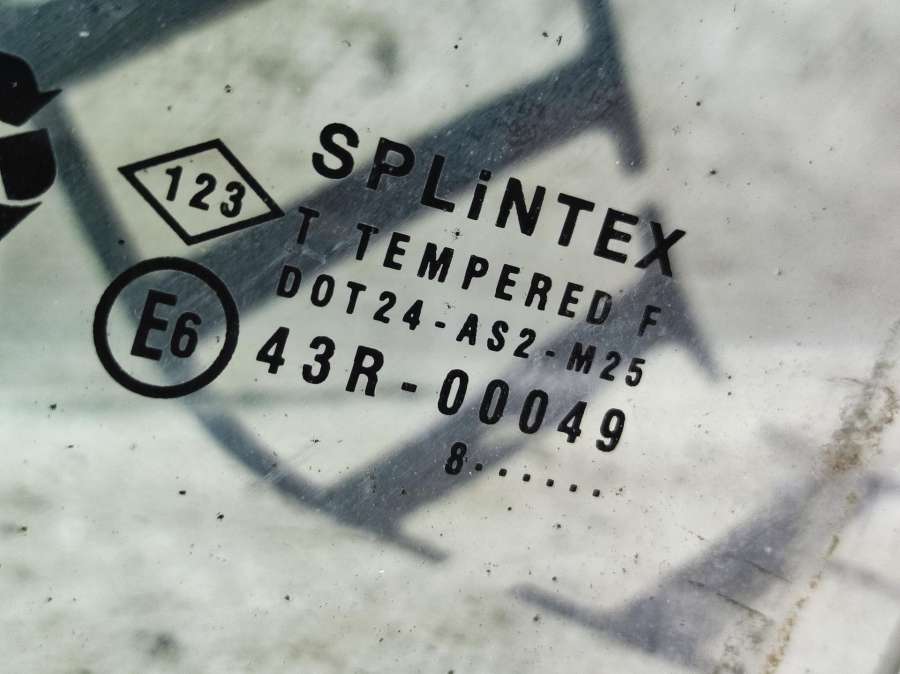 SPLiNTEX
123
T TEMPERED F
DOT24-AS2-M25
E6
43R-00049
8······